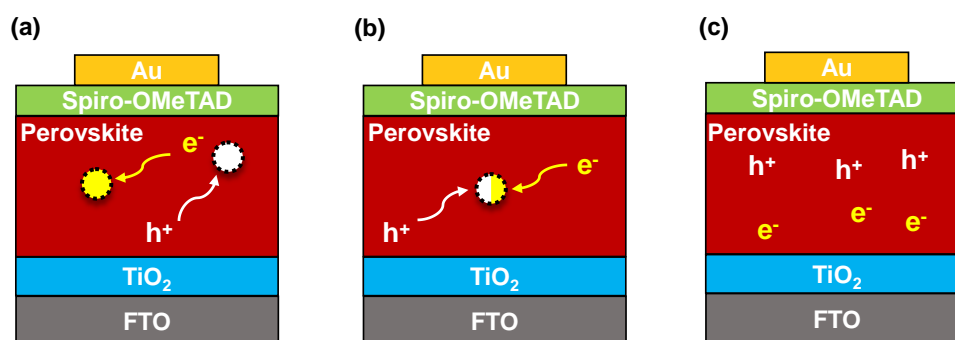 (a)
Au
Spiro-OMeTAD
Perovskite
e⁻
h⁺
TiO₂
FTO
(b)
Au
Spiro-OMeTAD
Perovskite
e⁻
h⁺
TiO₂
FTO
(c)
Au
Spiro-OMeTAD
Perovskite
h⁺ h⁺ h⁺
e⁻ e⁻ e⁻
TiO₂
FTO